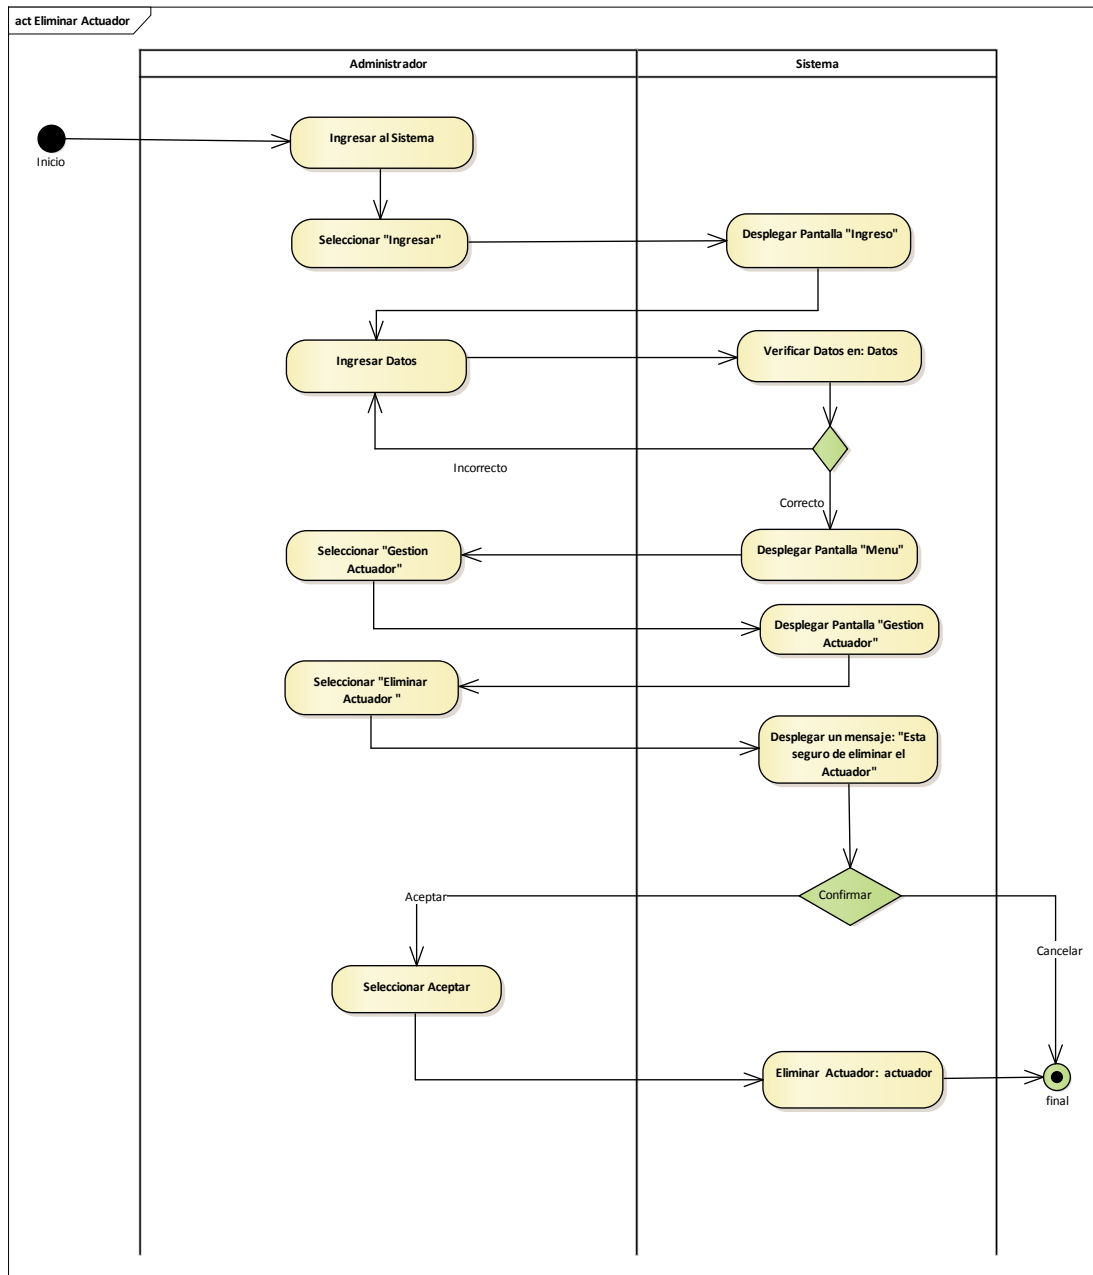 act Eliminar Actuador
Administrador
Sistema
Ingresar al Sistema
Inicio
Seleccionar "Ingresar"
Desplegar Pantalla "Ingreso"
Ingresar Datos
Verificar Datos en: Datos
Incorrecto
Correcto
Seleccionar "Gestion
Actuador"
Desplegar Pantalla "Menu"
Desplegar Pantalla "Gestion
Actuador"
Seleccionar "Eliminar
Actuador "
Desplegar un mensaje: "Esta
seguro de eliminar el
Actuador"
Aceptar
Confirmar
Cancelar
Seleccionar Aceptar
Eliminar Actuador: actuador
final